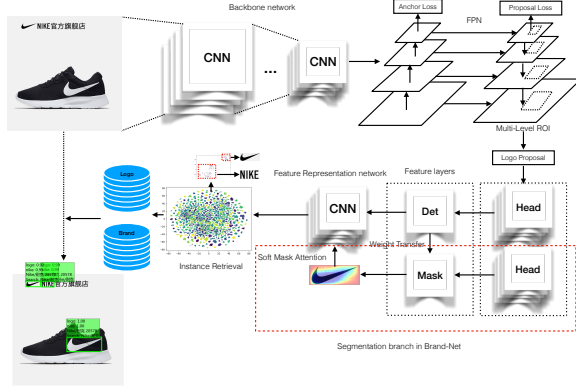 Backbone network
Anchor Loss
Proposal Loss
FPN
NIKE官方旗舰店
CNN
...
CNN
Multi-Level ROI
Logo Proposal
Logo
NIKE
Feature Representation network
Feature layers
CNN
Det
Head
Brand
Weight Transfer
Instance Retrieval
Soft Mask Attention
Mask
Head
NIKE官方旗舰店
Segmentation branch in Brand-Net